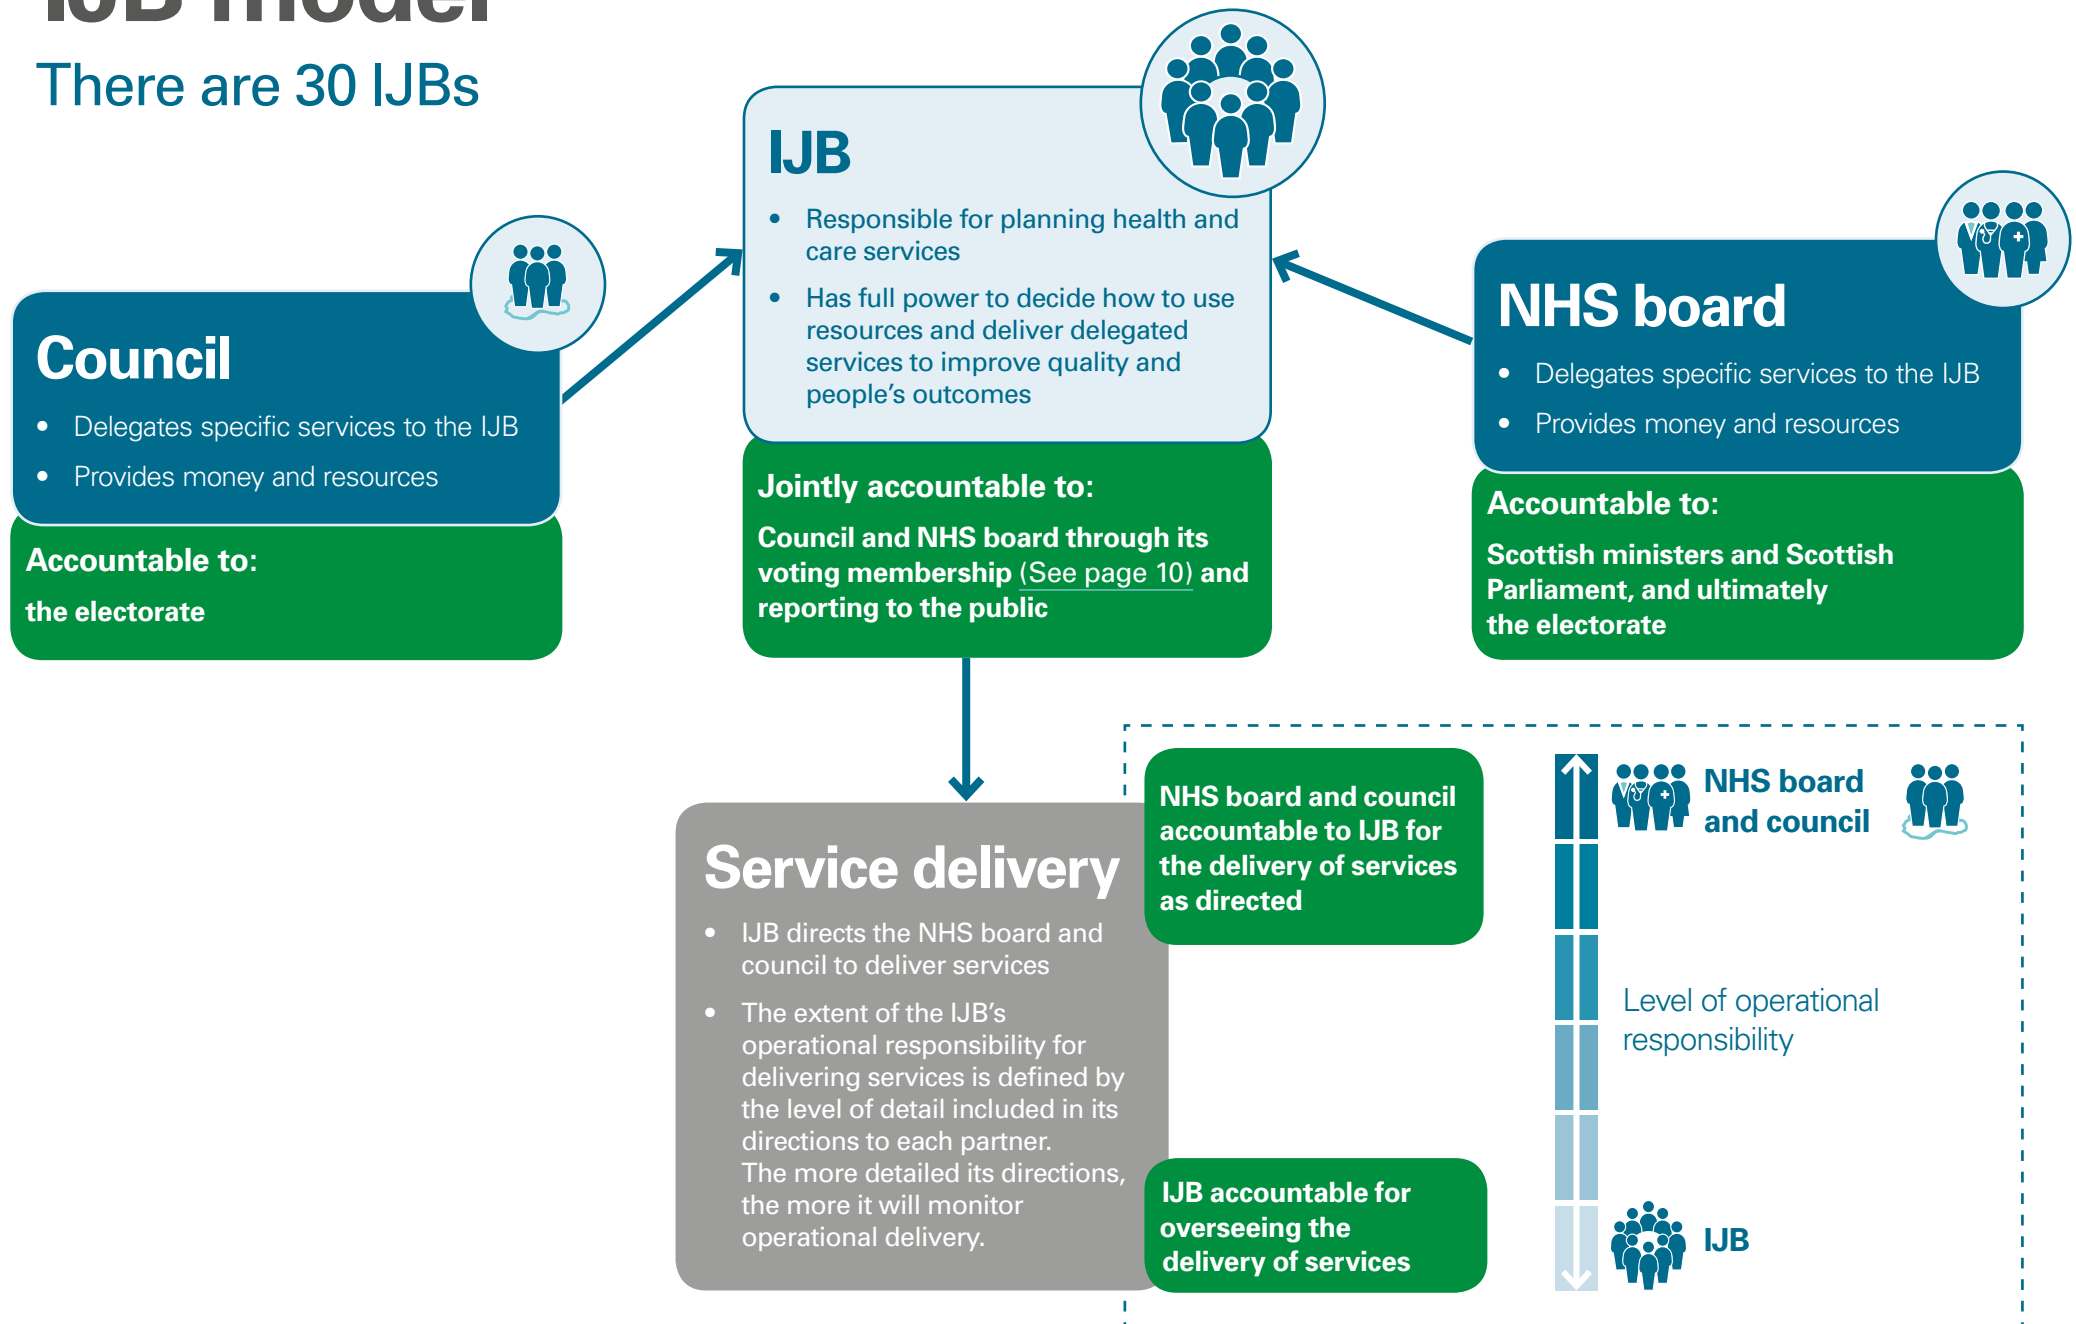 IJB model
There are 30 IJBs
IJB
• Responsible for planning health and
care services
• Has full power to decide how to use
resources and deliver delegated
services to improve quality and
people’s outcomes
Jointly accountable to:
Council and NHS board through its
voting membership (See page 10) and
reporting to the public
Council
• Delegates specific services to the IJB
• Provides money and resources
Accountable to:
the electorate
NHS board
• Delegates specific services to the IJB
• Provides money and resources
Accountable to:
Scottish ministers and Scottish
Parliament, and ultimately
the electorate
Service delivery
• IJB directs the NHS board and
council to deliver services
• The extent of the IJB’s
operational responsibility for
delivering services is defined by
the level of detail included in its
directions to each partner.
The more detailed its directions,
the more it will monitor
operational delivery.
NHS board and council
accountable to IJB for
the delivery of services
as directed
IJB accountable for
overseeing the
delivery of services
NHS board
and council
Level of operational
responsibility
IJB